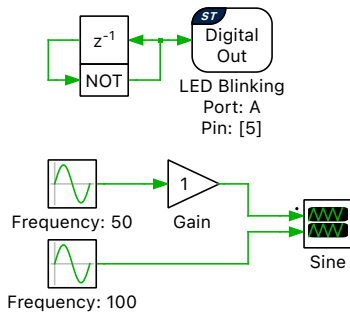 z-1
NOT
ST
Digital
Out
LED Blinking
Port: A
Pin: [5]
1
Frequency: 50
Gain
Sine
Frequency: 100